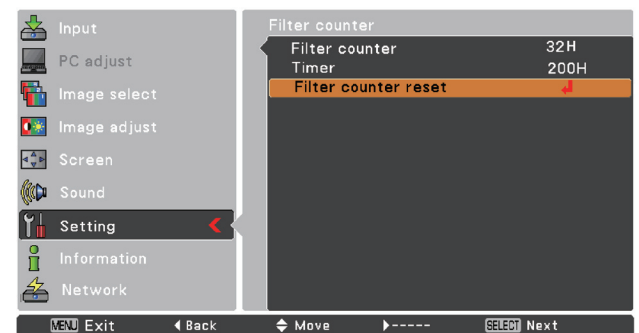 Input
PC adjust
Image select
Image adjust
Screen
Sound
Setting
Information
Network
Filter counter
Filter counter 32H
Timer 200H
Filter counter reset
MENU Exit Back Move ----- SELECT Next